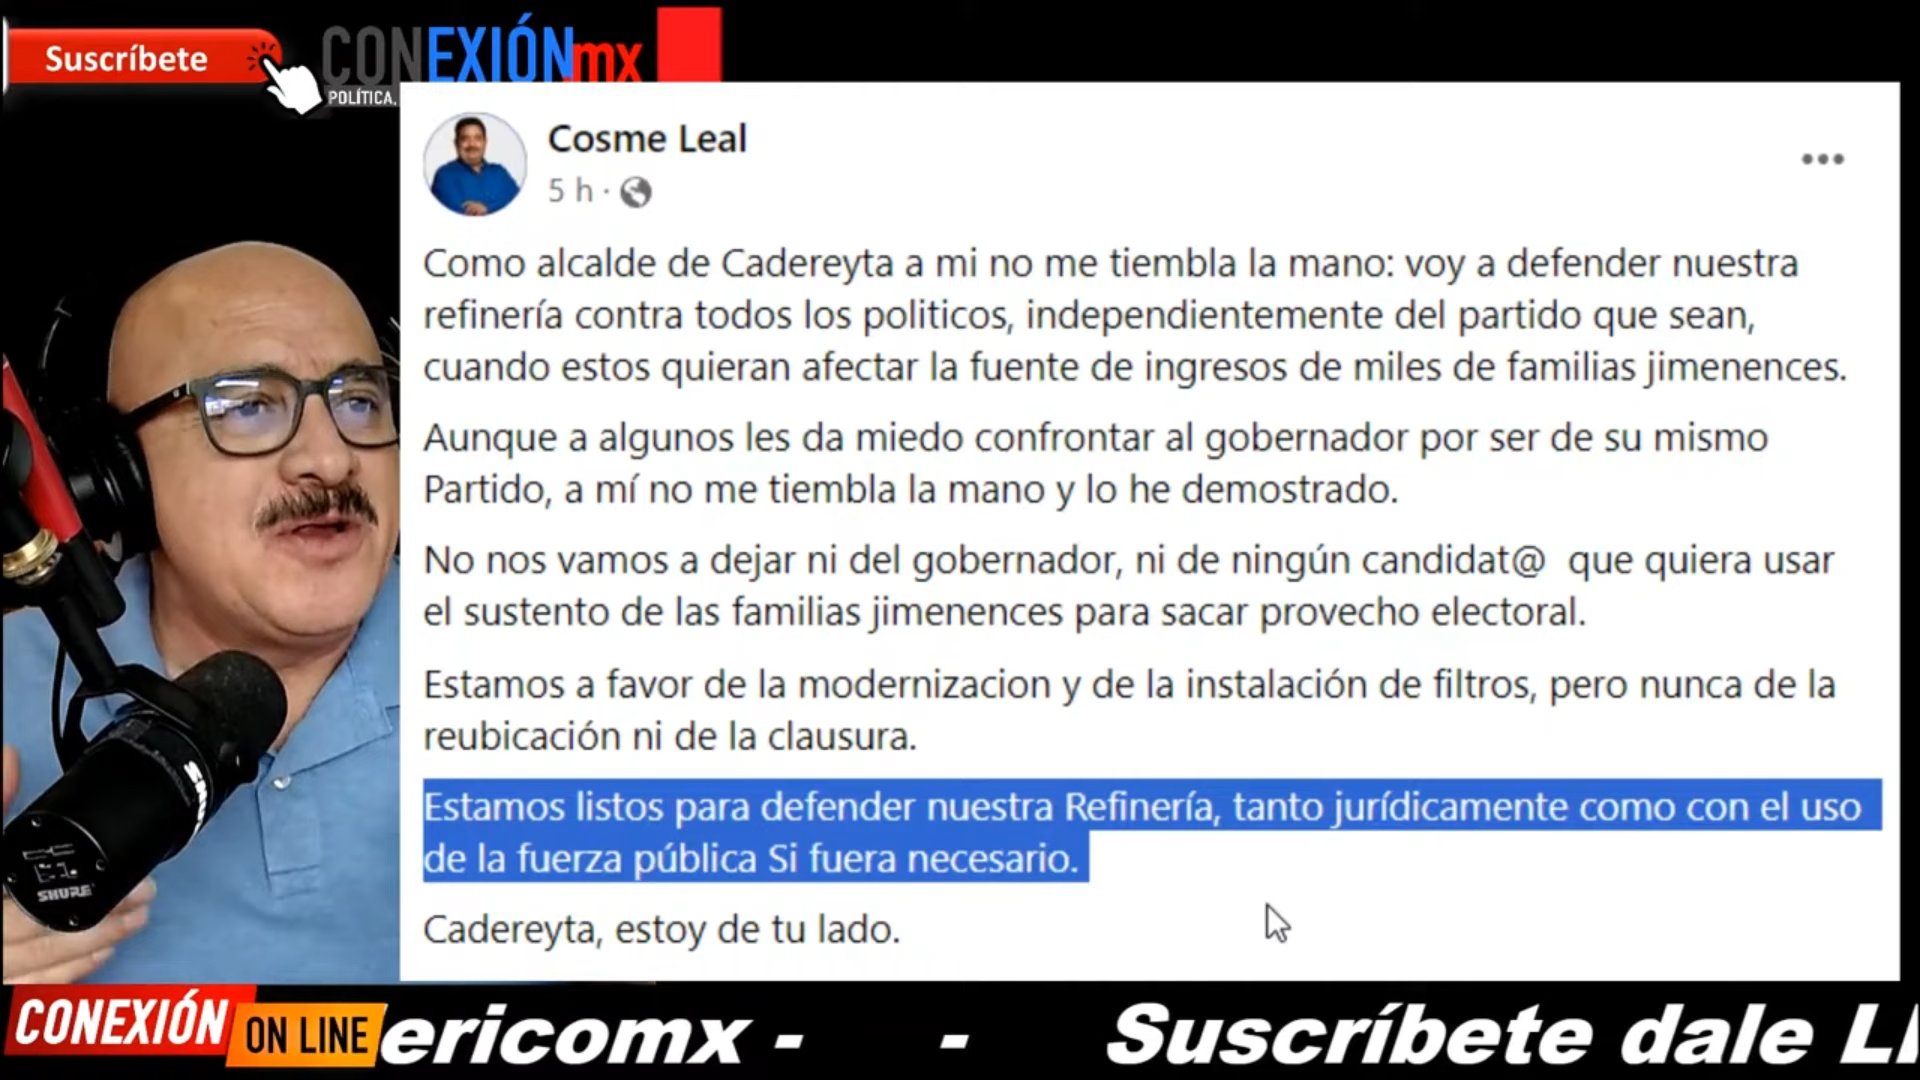 Suscríbete
CONEXIÓN mx
POLÍTICA,
Cosme Leal
5 h ·
Como alcalde de Cadereyta a mi no me tiembla la mano: voy a defender nuestra
refinería contra todos los politicos, independientemente del partido que sean,
cuando estos quieran afectar la fuente de ingresos de miles de familias jimenences.
Aunque a algunos les da miedo confrontar al gobernador por ser de su mismo
Partido, a mí no me tiembla la mano y lo he demostrado.
No nos vamos a dejar ni del gobernador, ni de ningún candidat@ que quiera usar
el sustento de las familias jimenences para sacar provecho electoral.
Estamos a favor de la modernizacion y de la instalación de filtros, pero nunca de la
reubicación ni de la clausura.
Estamos listos para defender nuestra Refinería, tanto jurídicamente como con el uso
de la fuerza pública Si fuera necesario.
Cadereyta, estoy de tu lado.
SHURE
CONEXIÓN
ON LINE
ericomx - - Suscríbete dale LI